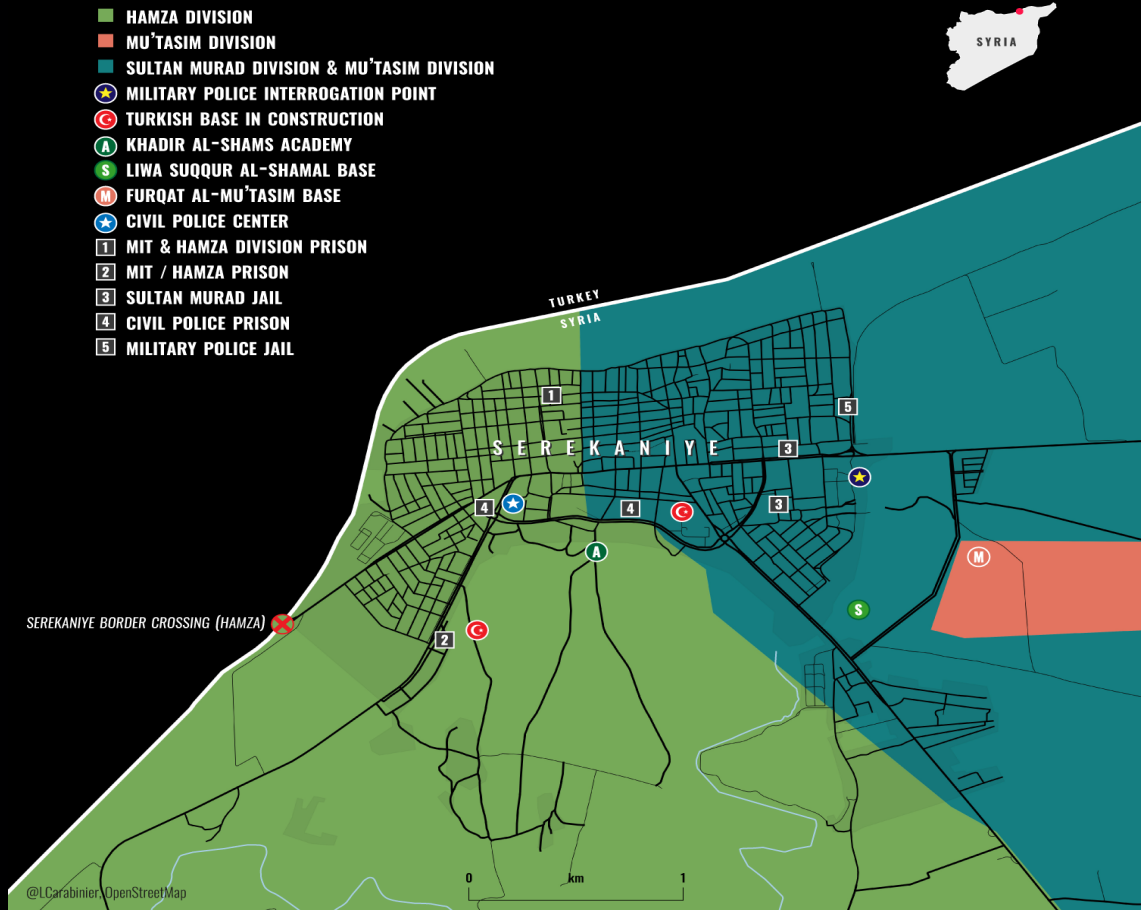 HAMZA DIVISION
MU'TASIM DIVISION
SULTAN MURAD DIVISION & MU'TASIM DIVISION
MILITARY POLICE INTERROGATION POINT
TURKISH BASE IN CONSTRUCTION
A KHADIR AL-SHAMS ACADEMY
S LIWA SUQQUR AL-SHAMAL BASE
M FURQAT AL-MU'TASIM BASE
CIVIL POLICE CENTER
1 MIT & HAMZA DIVISION PRISON
2 MIT / HAMZA PRISON
3 SULTAN MURAD JAIL
4 CIVIL POLICE PRISON
5 MILITARY POLICE JAIL
SYRIA
TURKEY
SYRIA
1
5
SEREKANIYE
3
4
4
3
A
M
S
SEREKANIYE BORDER CROSSING (HAMZA)
2
0 km 1
@LCarabinier, OpenStreetMap